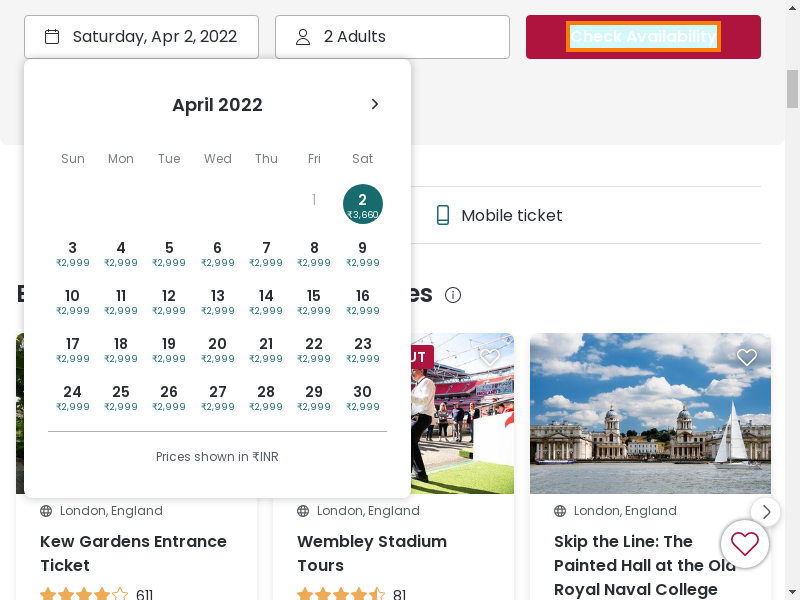 Saturday, Apr 2, 2022
2 Adults
Check Availability
April 2022
Sun Mon Tue Wed Thu Fri Sat
1 2
₹3,660
3 4 5 6 7 8 9
₹2,999 ₹2,999 ₹2,999 ₹2,999 ₹2,999 ₹2,999 ₹2,999
10 11 12 13 14 15 16
₹2,999 ₹2,999 ₹2,999 ₹2,999 ₹2,999 ₹2,999 ₹2,999
17 18 19 20 21 22 23
₹2,999 ₹2,999 ₹2,999 ₹2,999 ₹2,999 ₹2,999 ₹2,999
24 25 26 27 28 29 30
₹2,999 ₹2,999 ₹2,999 ₹2,999 ₹2,999 ₹2,999 ₹2,999
Prices shown in ₹INR
Mobile ticket
London, England
Kew Gardens Entrance
Ticket
611
London, England
Wembley Stadium
Tours
81
London, England
Skip the Line: The
Painted Hall at the Old
Royal Naval College